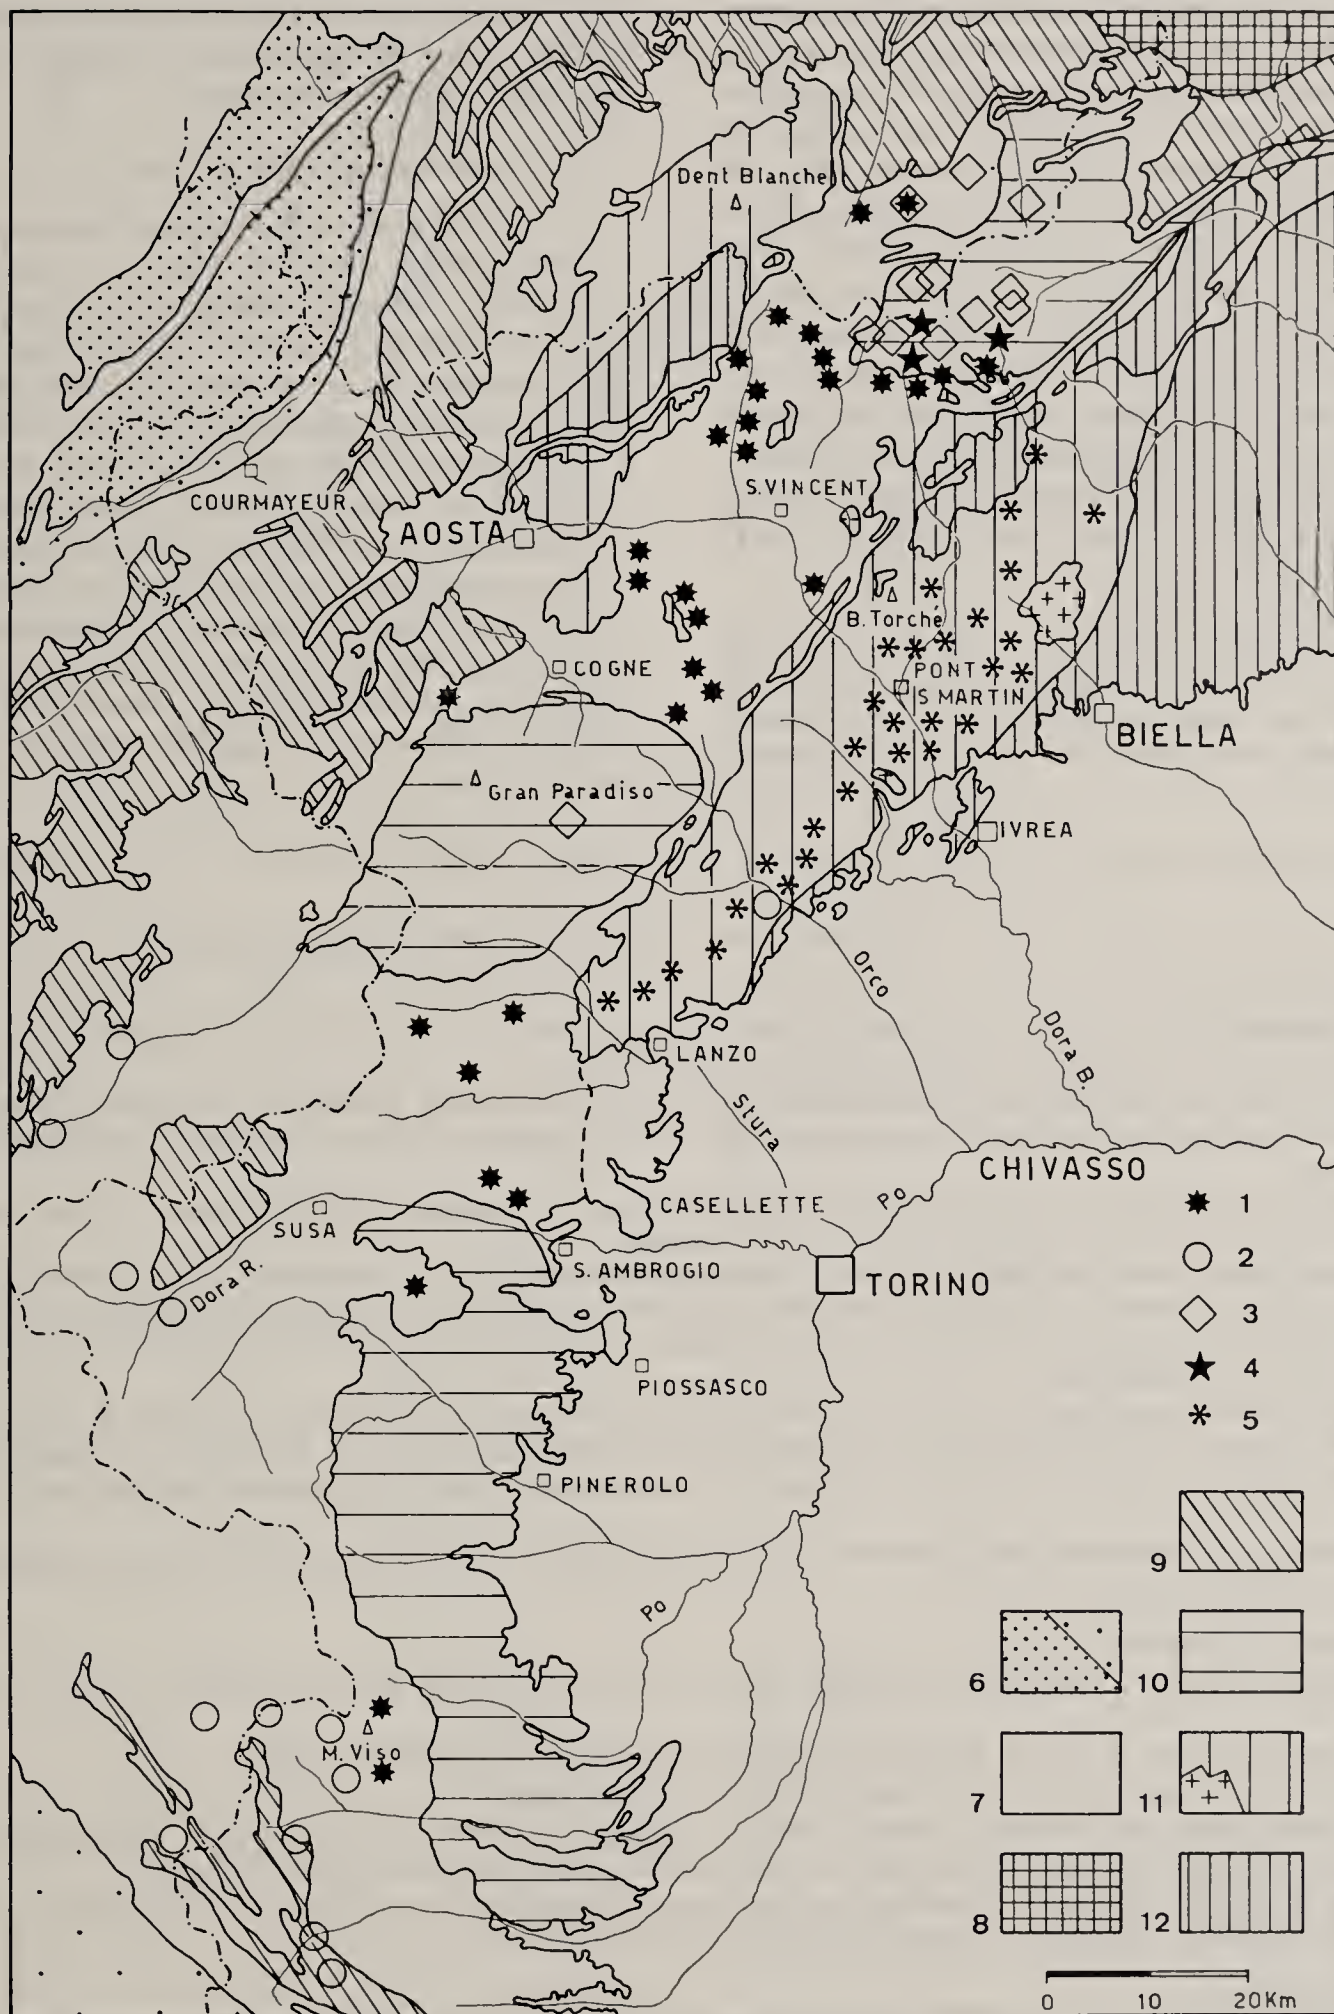 Dent Blanche
COURMAYEUR
AOSTA
S.VINCENT
B. Torché
COGNE
PONT
S MARTIN
BIELLA
Gran Paradiso
IVREA
Orco
Dora B.
LANZO
Stura
CHIVASSO
Po
CASELLETTE
SUSA
S. AMBROGIO
Dora R.
TORINO
PIOSSASCO
PINEROLO
Po
M. Viso
1
2
3
4
5
9
6
10
7
11
8
12
0 10 20Km